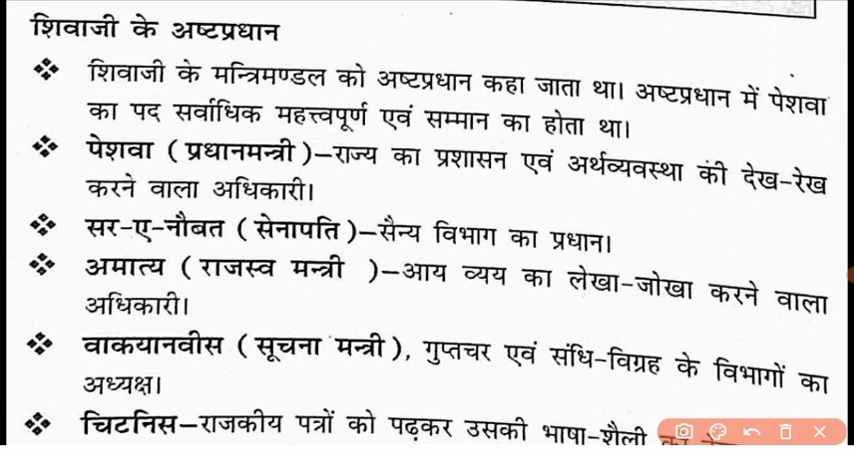 शिवाजी के अष्टप्रधान
❖ शिवाजी के मन्त्रिमण्डल को अष्टप्रधान कहा जाता था। अष्टप्रधान में पेशवा
का पद सर्वाधिक महत्त्वपूर्ण एवं सम्मान का होता था।
❖ पेशवा ( प्रधानमन्त्री )–राज्य का प्रशासन एवं अर्थव्यवस्था की देख-रेख
करने वाला अधिकारी।
❖ सर-ए-नौबत ( सेनापति )–सैन्य विभाग का प्रधान।
❖ अमात्य ( राजस्व मन्त्री )–आय व्यय का लेखा-जोखा करने वाला
अधिकारी।
❖ वाकयानवीस ( सूचना मन्त्री ), गुप्तचर एवं संधि-विग्रह के विभागों का
अध्यक्ष।
❖ चिटनिस–राजकीय पत्रों को पढ़कर उसकी भाषा-शैली